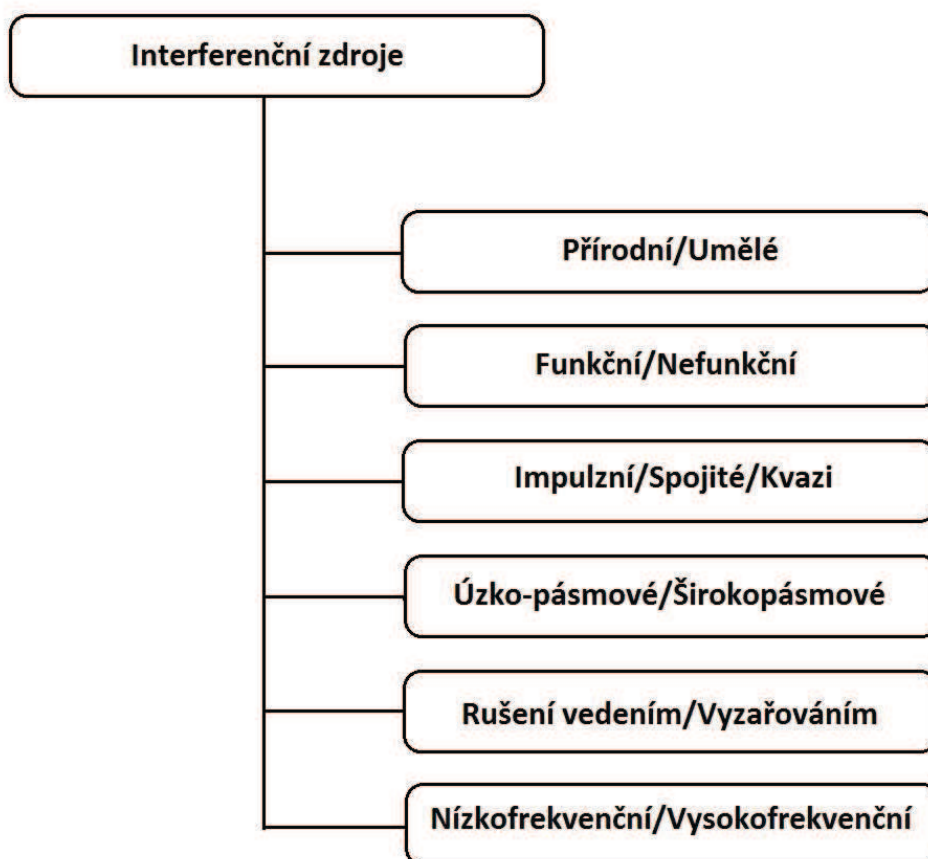 Interferenční zdroje
Přírodní/Umělé
Funkční/Nefunkční
Impulzní/Spojité/Kvazi
Úzko-pásmové/Širokopásmové
Rušení vedením/Vyzařováním
Nízkofrekvenční/Vysokofrekvenční